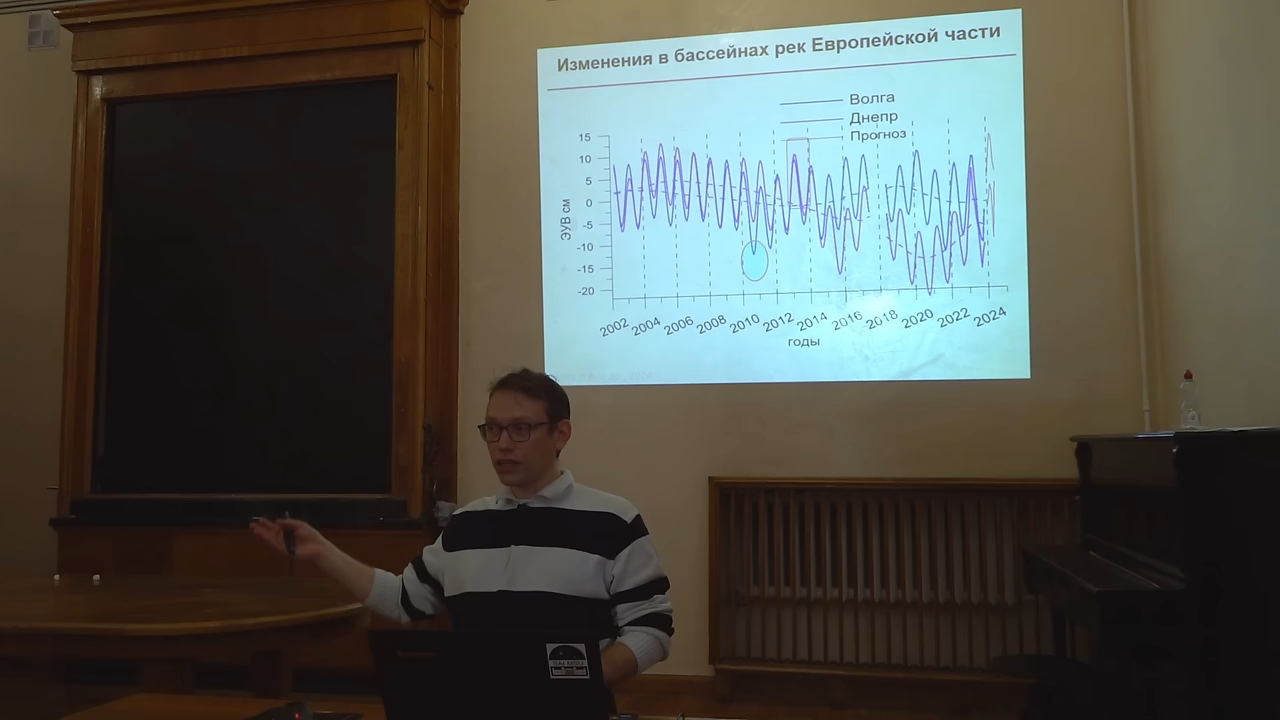 Изменения в бассейнах рек Европейской части
Волга
Днепр
Прогноз
15
10
5
0
-5
-10
-15
-20
ЭУВ см
2002 2004 2006 2008 2010 2012 2014 2016 2018 2020 2022 2024
годы